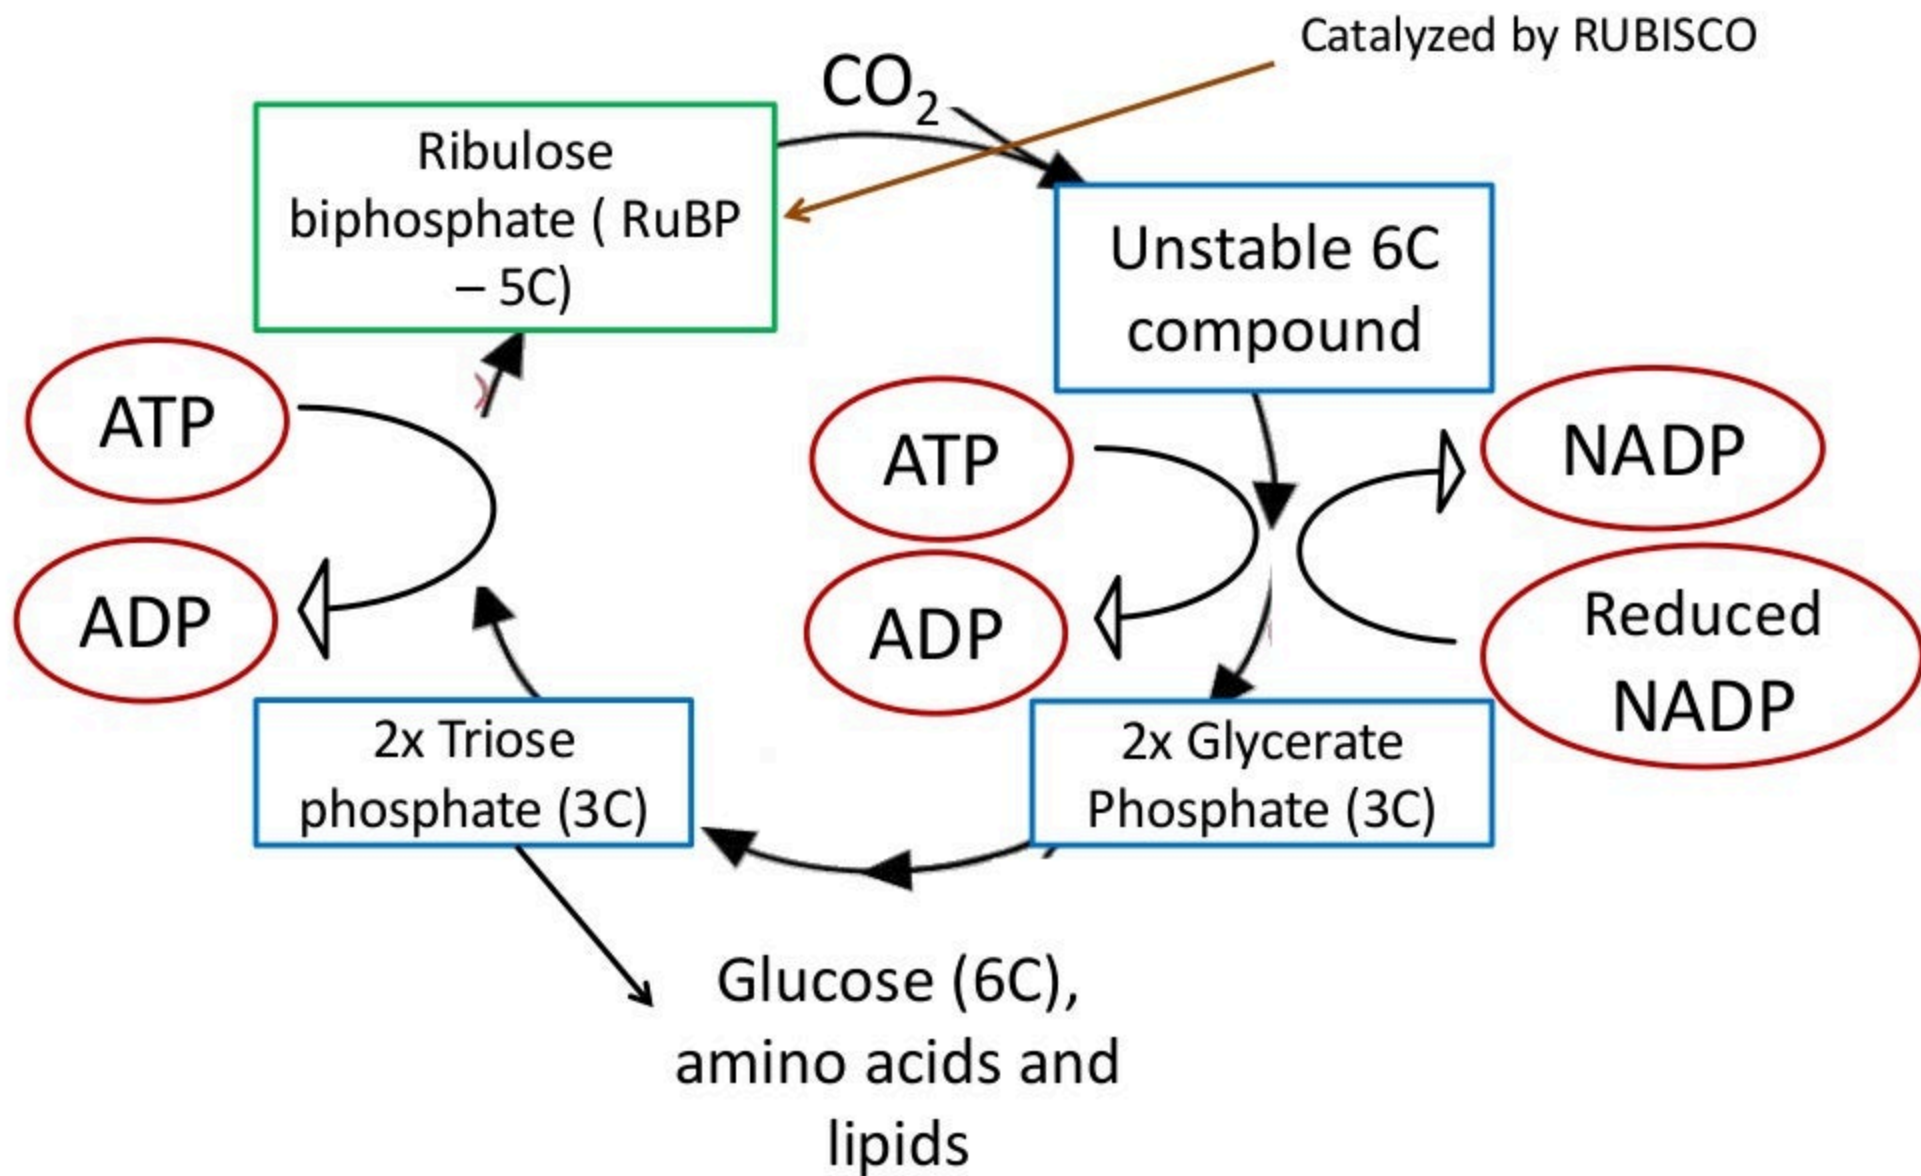 Catalyzed by RUBISCO
CO₂
Ribulose
biphosphate ( RuBP
– 5C)
Unstable 6C
compound
ATP
ADP
ATP
ADP
NADP
Reduced
NADP
2x Triose
phosphate (3C)
2x Glycerate
Phosphate (3C)
Glucose (6C),
amino acids and
lipids